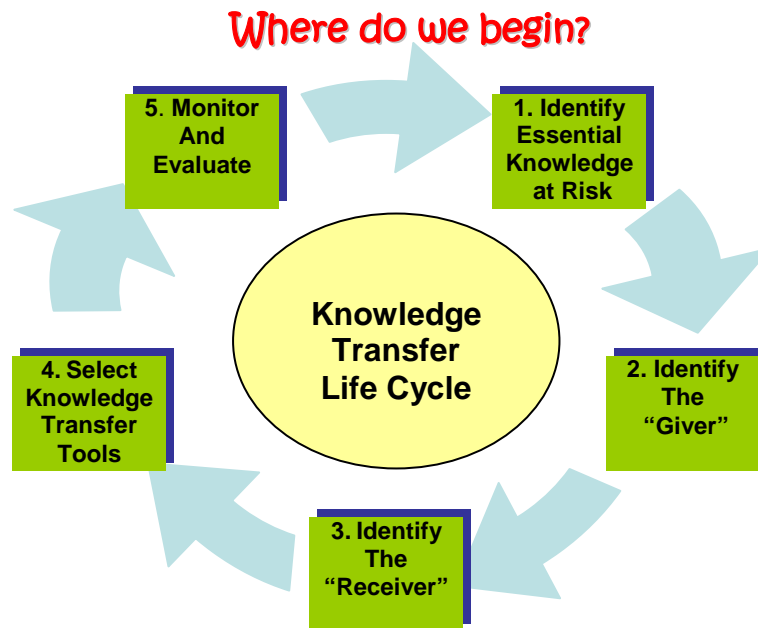 Where do we begin?
1. Identify
Essential
Knowledge
at Risk
2. Identify
The
“Giver”
3. Identify
The
“Receiver”
4. Select
Knowledge
Transfer
Tools
5. Monitor
And
Evaluate
Knowledge
Transfer
Life Cycle